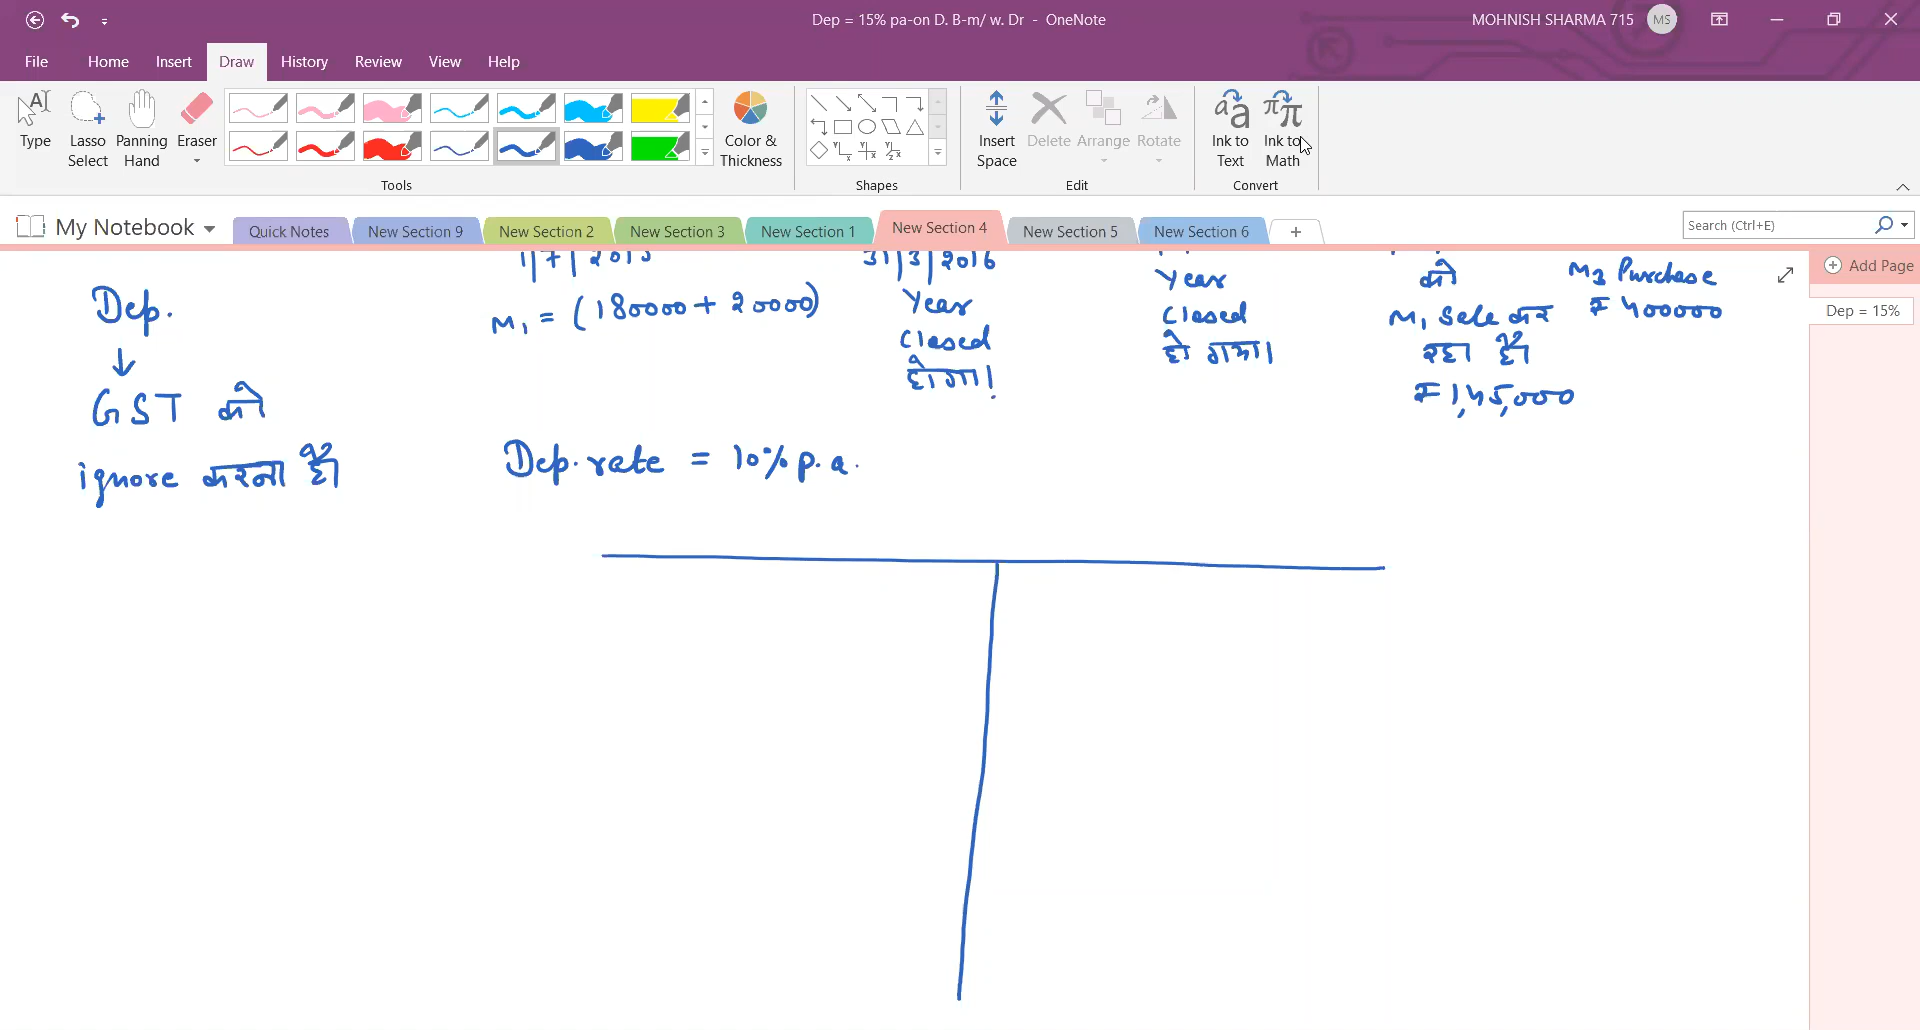 Dep = 15% pa-on D. B-m/ w. Dr - OneNote
MOHNISH SHARMA 715
MS
File
Home
Insert
Draw
History
Review
View
Help
Type
Lasso Select
Panning Hand
Eraser
Color & Thickness
Insert Space
Delete
Arrange
Rotate
Ink to Text
Ink to Math
Tools
Shapes
Edit
Convert
My Notebook
Quick Notes
New Section 9
New Section 2
New Section 3
New Section 1
New Section 4
New Section 5
New Section 6
Search (Ctrl+E)
Add Page
Dep = 15%
Dep.
↓
GST को
ignore करना है।
31/3/2016
M1 = (180000 + 20000)
Year
Closed
होगा।
Year
Closed
हो गया।
को
M1 Sele कर
रहा है।
₹ 1,45,000
M3 Purchase
₹ 400000
Dep. rate = 10% p.a.